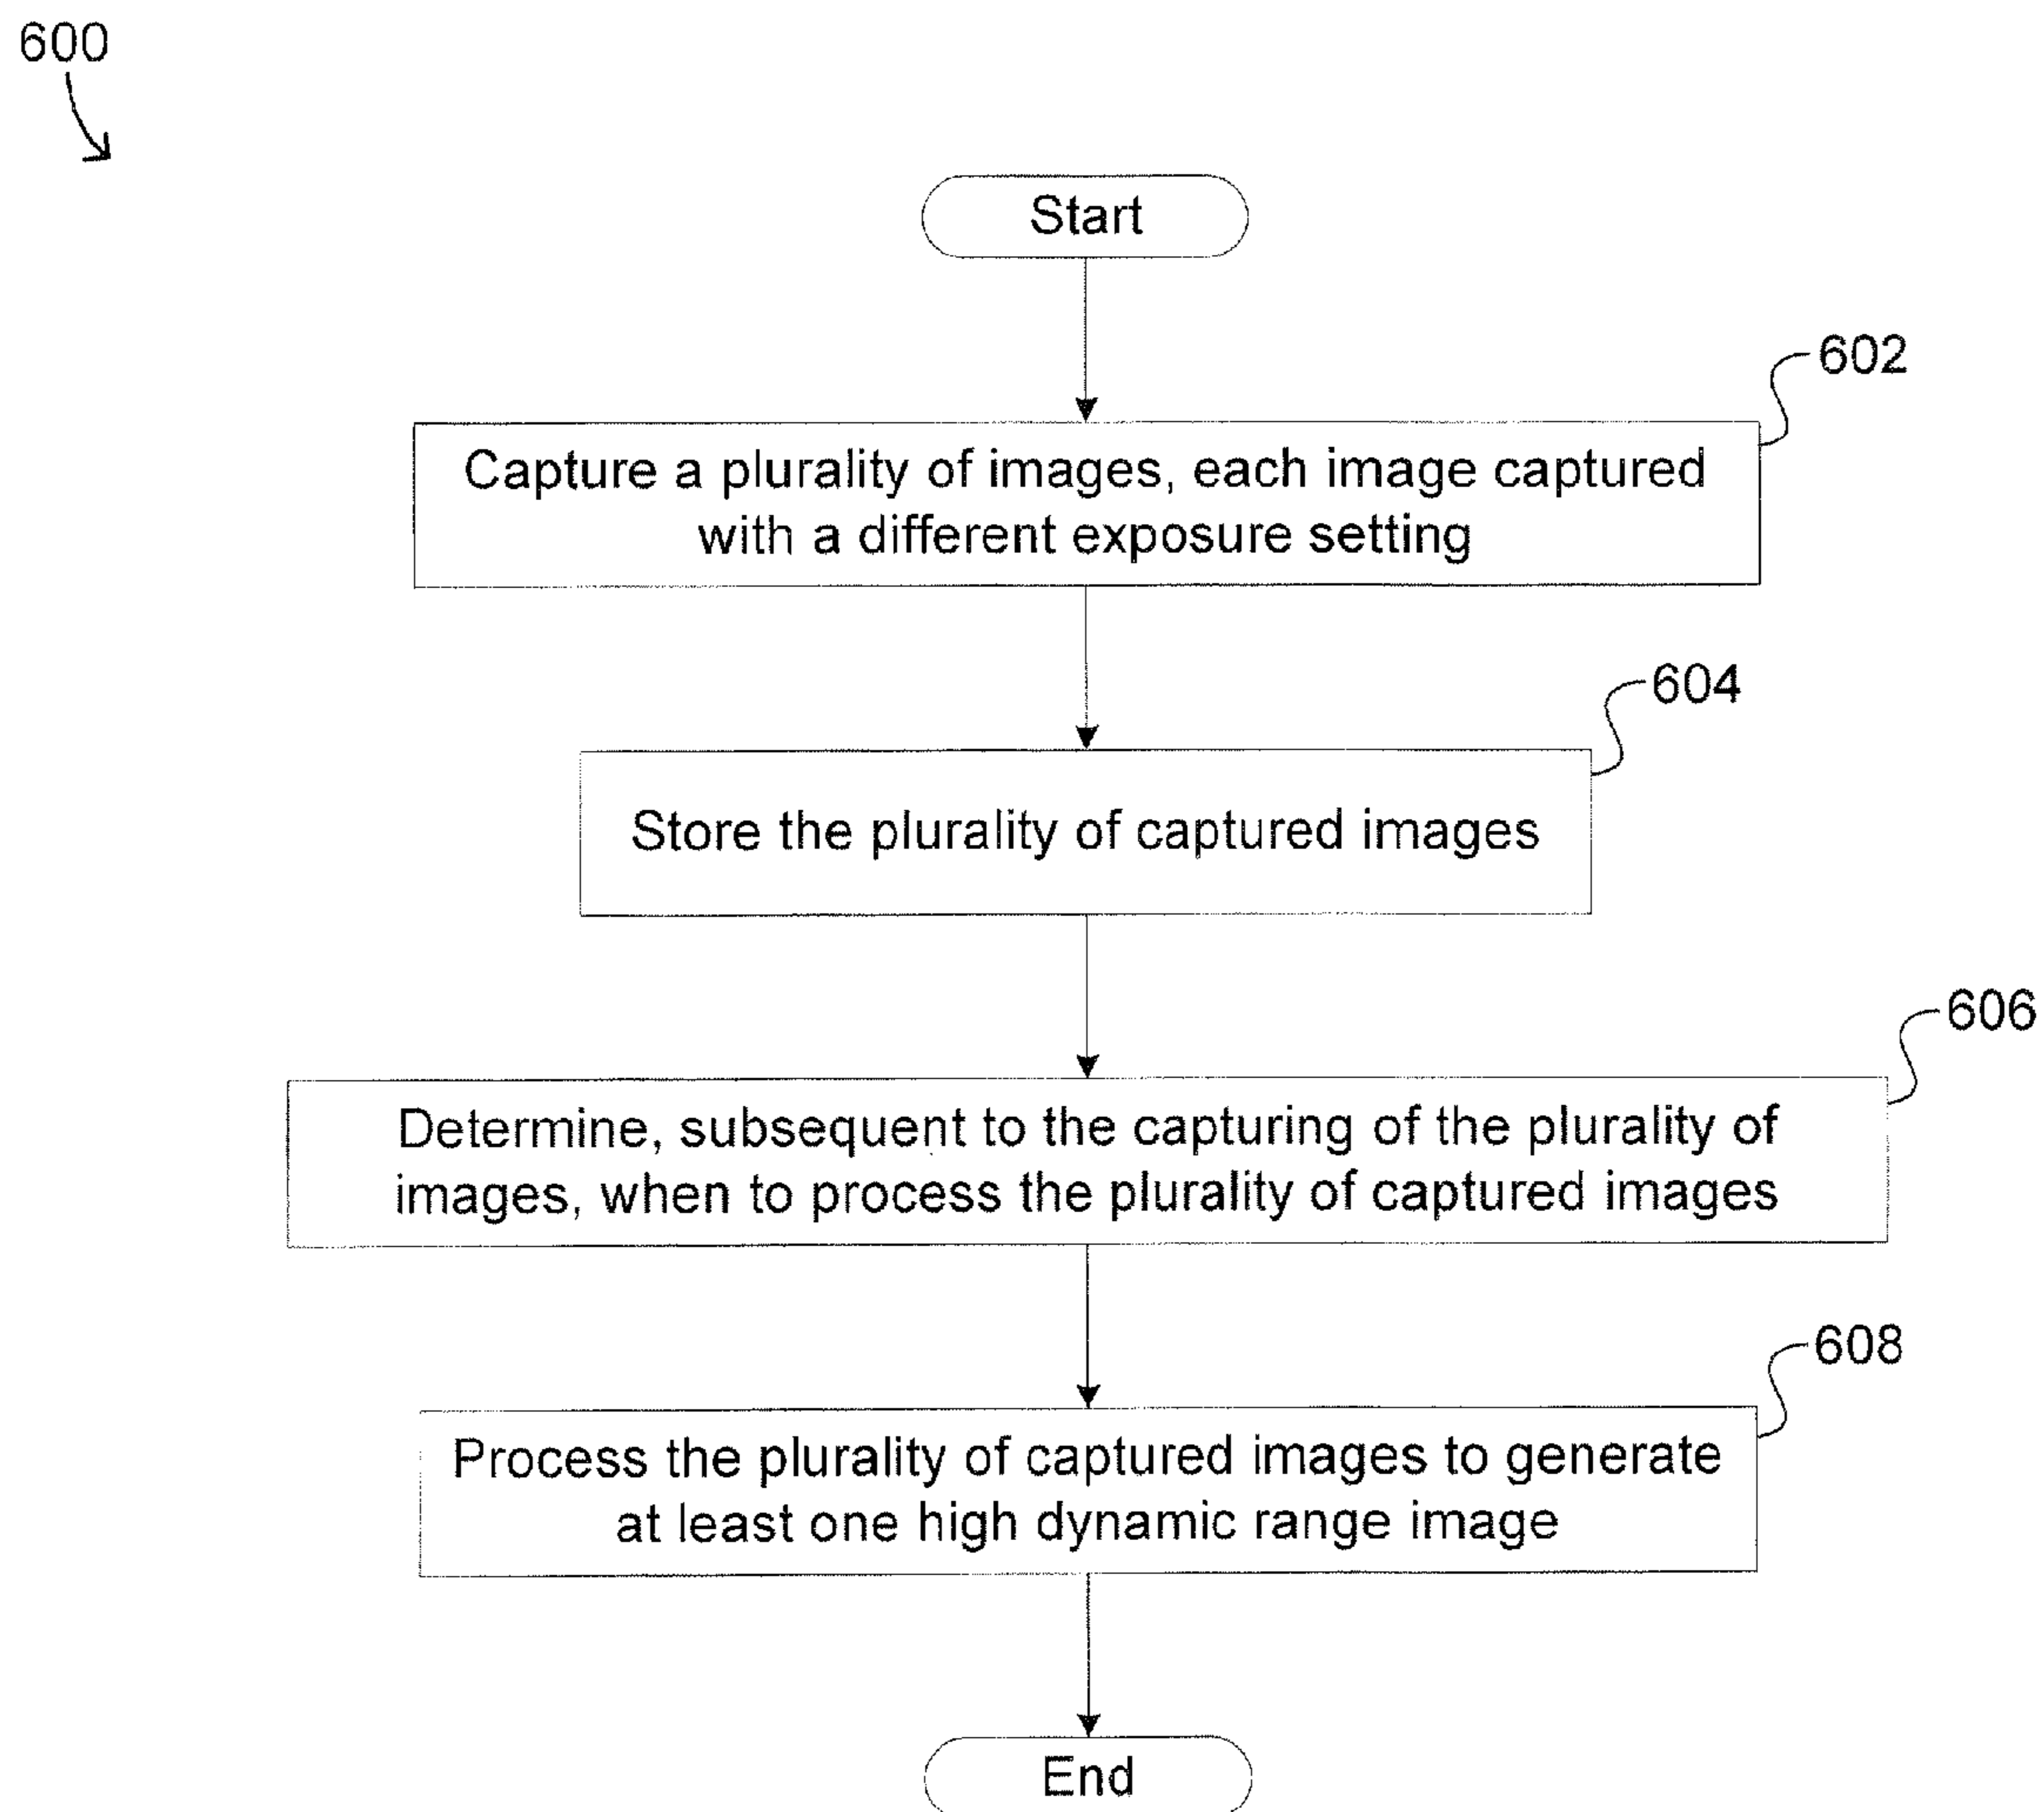 600
Start
602
Capture a plurality of images, each image captured
with a different exposure setting
604
Store the plurality of captured images
606
Determine, subsequent to the capturing of the plurality of
images, when to process the plurality of captured images
608
Process the plurality of captured images to generate
at least one high dynamic range image
End